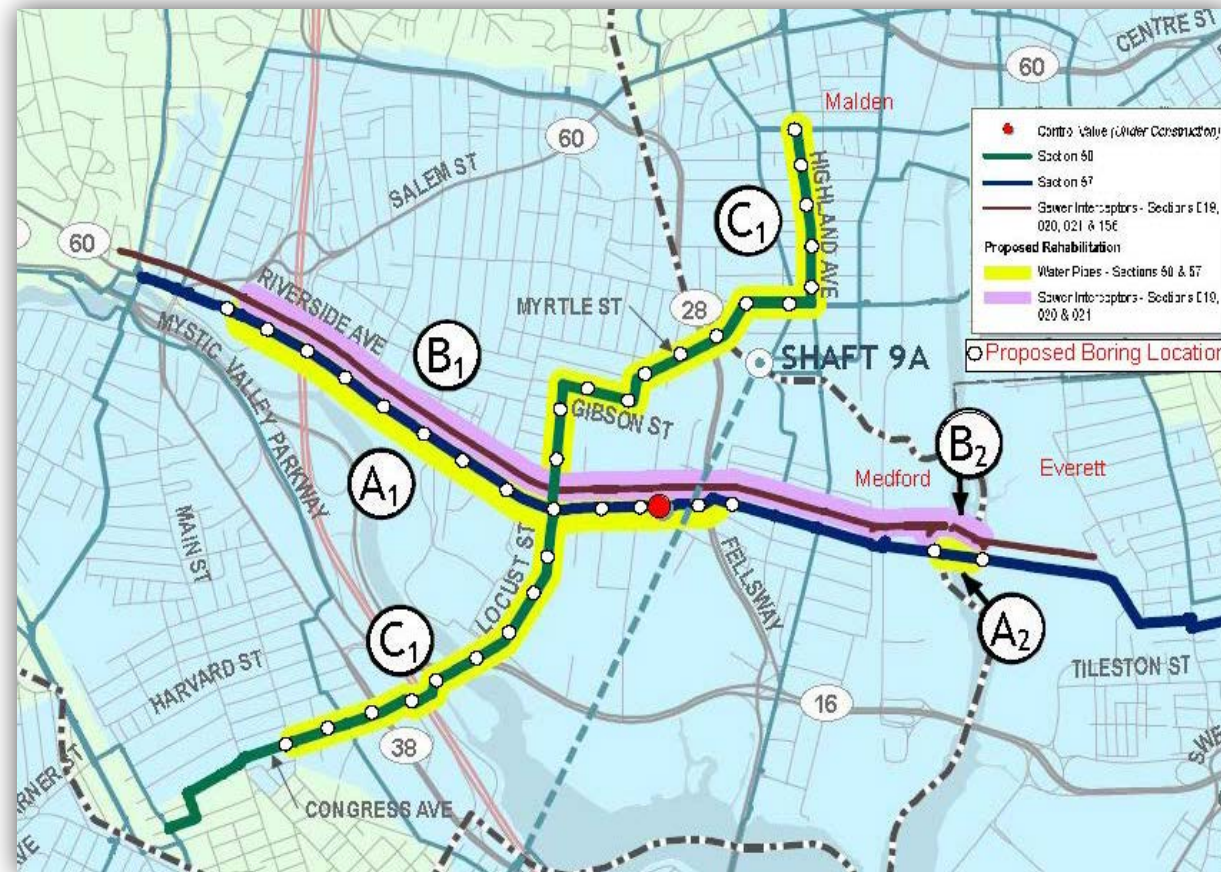 CENTRE ST
60
Malden
60
SALEM ST
60
HIGHLAND AVE
C1
Control Valve (Under Construction)
Section 50
Section 57
Sewer Interceptors - Sections 019,
020, 021 & 156
Proposed Rehabilitation
Water Pipes - Sections 50 & 57
Sewer Interceptors - Sections 019,
020 & 021
Proposed Boring Location
RIVERSIDE AVE
MYRTLE ST
28
MYSTIC VALLEY PARKWAY
B1
SHAFT 9A
GIBSON ST
A1
Medford
B2
Everett
MAIN ST
LOCUST ST
FELLSWAY
C1
A2
HARVARD ST
TILESTON ST
16
38
CONGRESS AVE
AVE